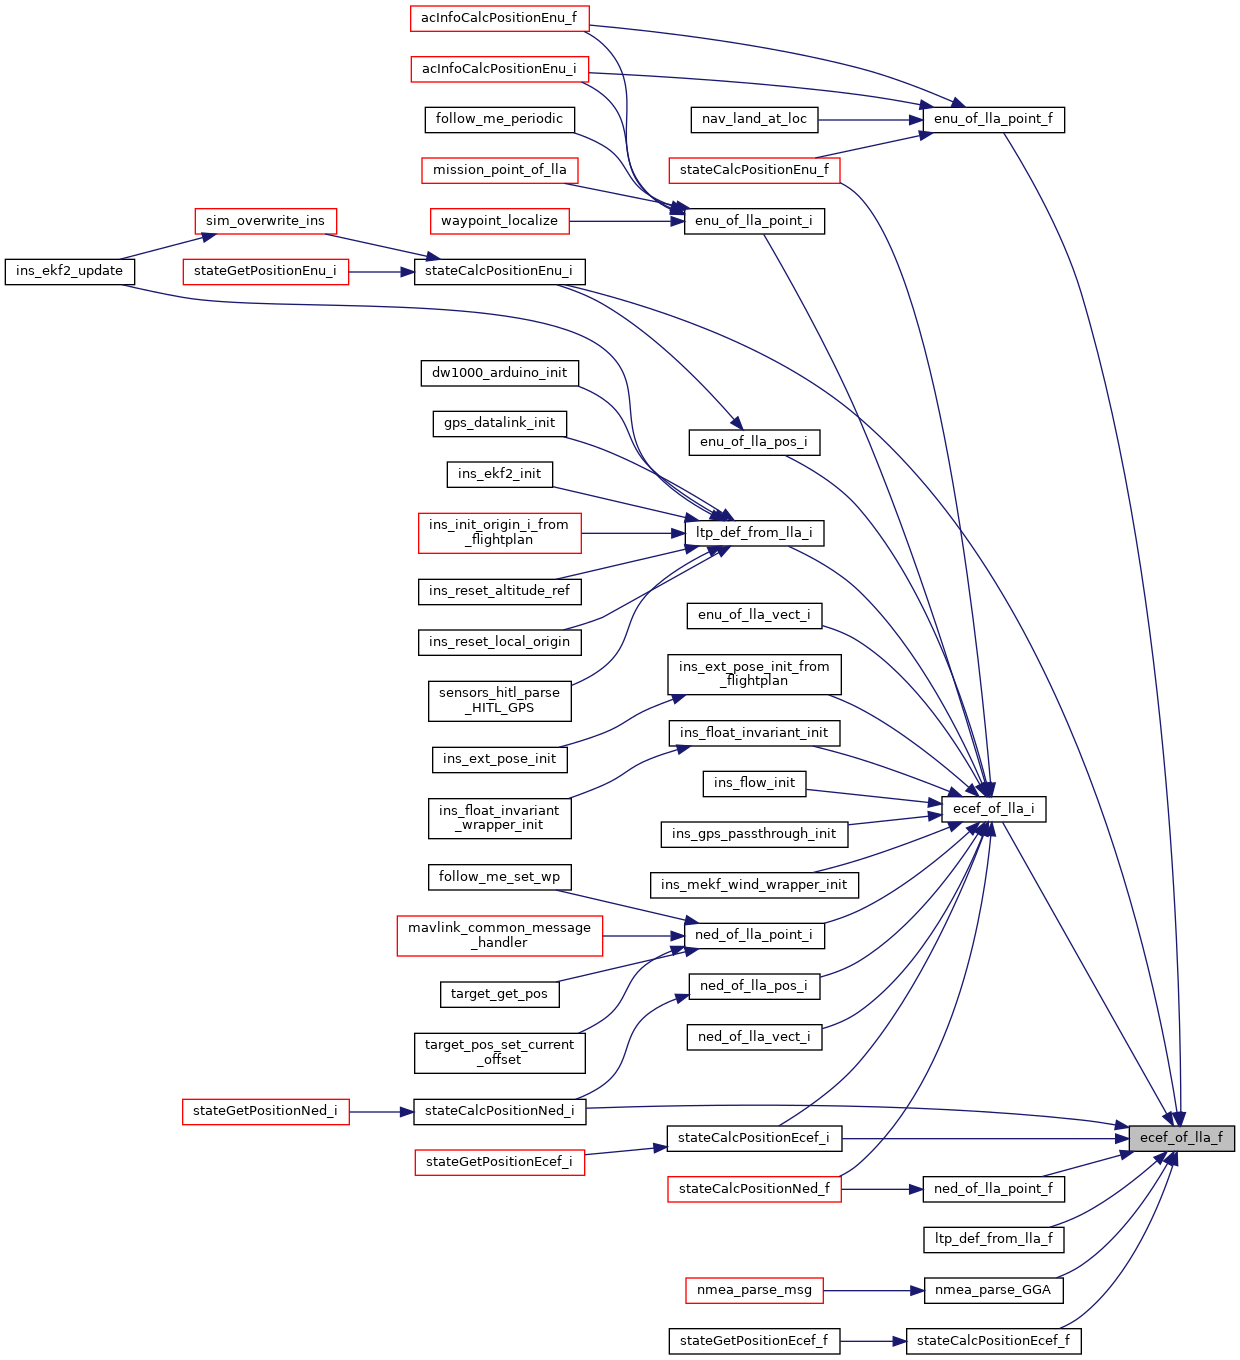 acInfoCalcPositionEnu_f
acInfoCalcPositionEnu_i
follow_me_periodic
nav_land_at_loc
enu_of_lla_point_f
mission_point_of_lla
stateCalcPositionEnu_f
sim_overwrite_ins
waypoint_localize
enu_of_lla_point_i
ins_ekf2_update
stateGetPositionEnu_i
stateCalcPositionEnu_i
dw1000_arduino_init
gps_datalink_init
enu_of_lla_pos_i
ins_ekf2_init
ins_init_origin_i_from
_flightplan
ltp_def_from_lla_i
ins_reset_altitude_ref
enu_of_lla_vect_i
ins_reset_local_origin
ins_ext_pose_init_from
_flightplan
sensors_hitl_parse
_HITL_GPS
ins_float_invariant_init
ins_ext_pose_init
ins_flow_init
ins_float_invariant
_wrapper_init
ecef_of_lla_i
ins_gps_passthrough_init
follow_me_set_wp
ins_mekf_wind_wrapper_init
mavlink_common_message
_handler
ned_of_lla_point_i
target_get_pos
ned_of_lla_pos_i
target_pos_set_current
_offset
ned_of_lla_vect_i
stateGetPositionNed_i
stateCalcPositionNed_i
stateCalcPositionEcef_i
ecef_of_lla_f
stateGetPositionEcef_i
stateCalcPositionNed_f
ned_of_lla_point_f
ltp_def_from_lla_f
nmea_parse_msg
nmea_parse_GGA
stateGetPositionEcef_f
stateCalcPositionEcef_f